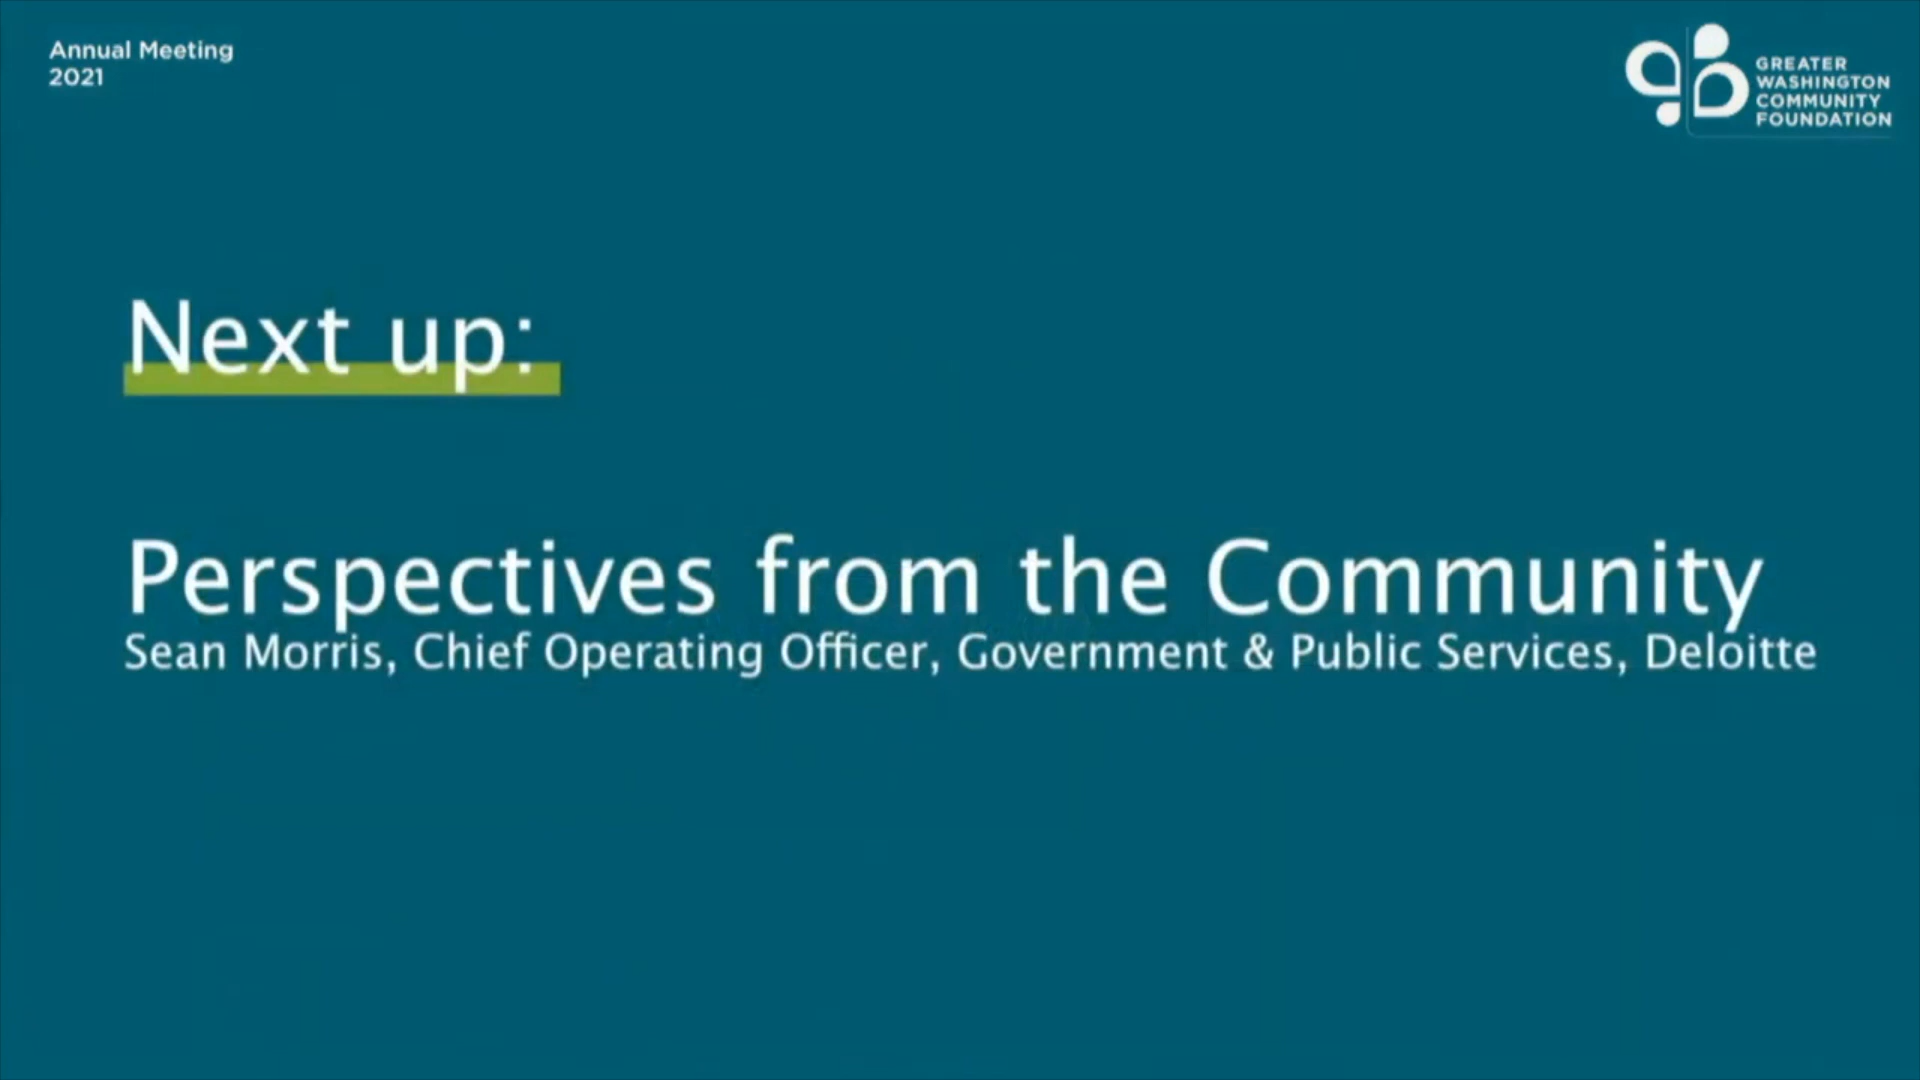 Annual Meeting
2021
GREATER
WASHINGTON
COMMUNITY
FOUNDATION
Next up:
Perspectives from the Community
Sean Morris, Chief Operating Officer, Government & Public Services, Deloitte